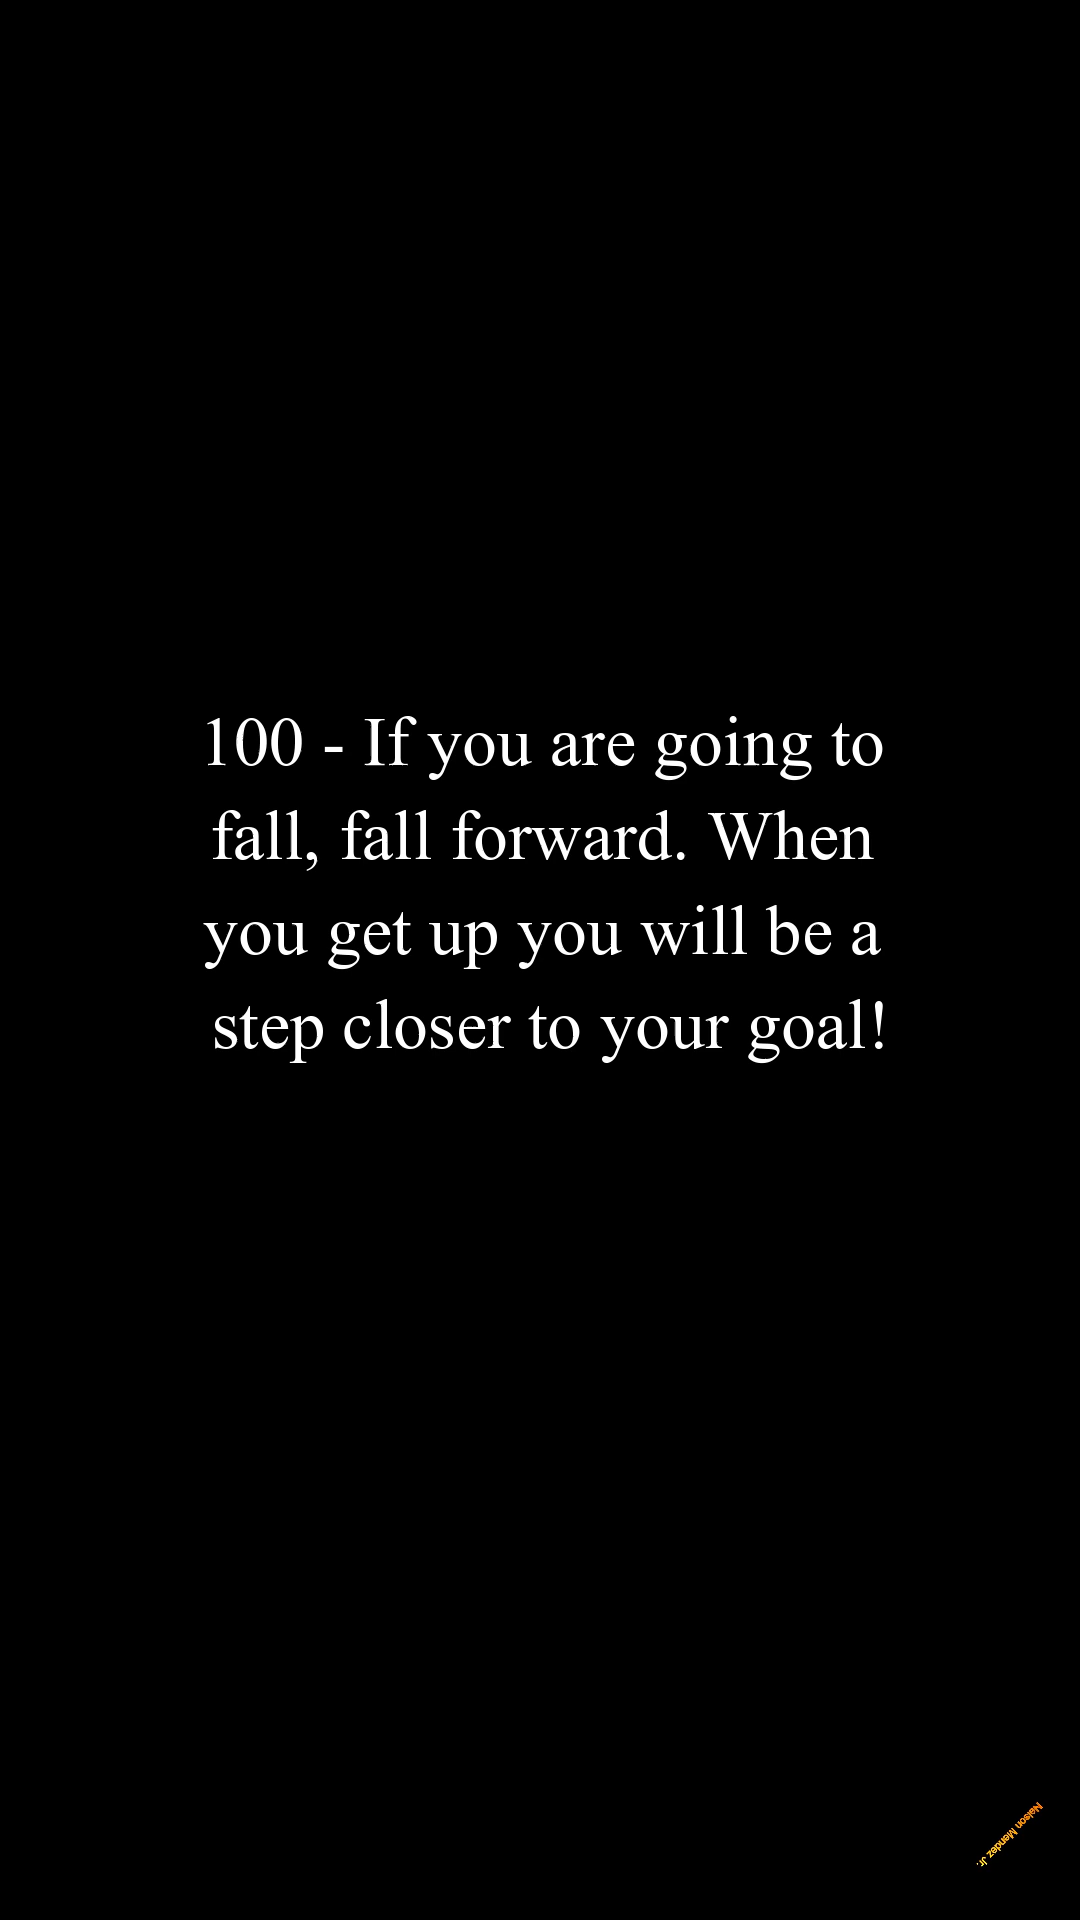 100 - If you are going to
fall, fall forward. When
you get up you will be a
step closer to your goal!
Nelson Mendez Jr.